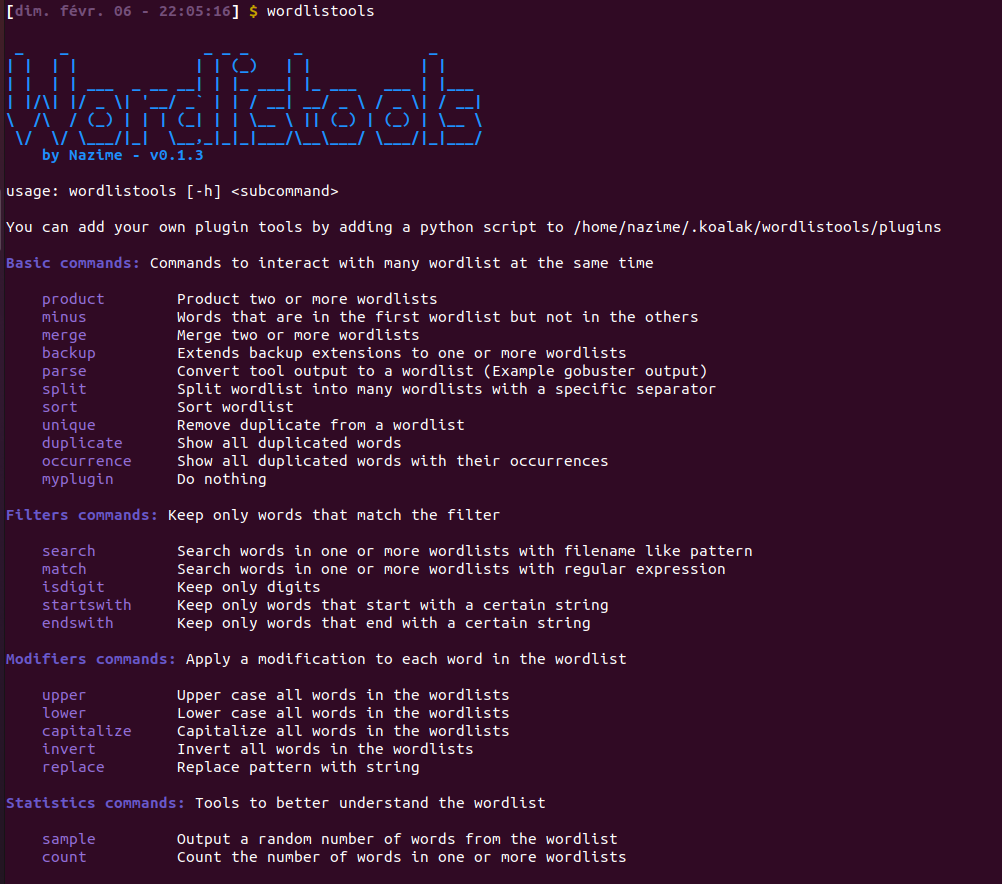 [dim. févr. 06 - 22:05:16] $ wordlistools
Wordlistools
by Nazime - v0.1.3
usage: wordlistools [-h] <subcommand>
You can add your own plugin tools by adding a python script to /home/nazime/.koalak/wordlistools/plugins
Basic commands: Commands to interact with many wordlist at the same time
product Product two or more wordlists
minus Words that are in the first wordlist but not in the others
merge Merge two or more wordlists
backup Extends backup extensions to one or more wordlists
parse Convert tool output to a wordlist (Example gobuster output)
split Split wordlist into many wordlists with a specific separator
sort Sort wordlist
unique Remove duplicate from a wordlist
duplicate Show all duplicated words
occurrence Show all duplicated words with their occurrences
myplugin Do nothing
Filters commands: Keep only words that match the filter
search Search words in one or more wordlists with filename like pattern
match Search words in one or more wordlists with regular expression
isdigit Keep only digits
startswith Keep only words that start with a certain string
endswith Keep only words that end with a certain string
Modifiers commands: Apply a modification to each word in the wordlist
upper Upper case all words in the wordlists
lower Lower case all words in the wordlists
capitalize Capitalize all words in the wordlists
invert Invert all words in the wordlists
replace Replace pattern with string
Statistics commands: Tools to better understand the wordlist
sample Output a random number of words from the wordlist
count Count the number of words in one or more wordlists